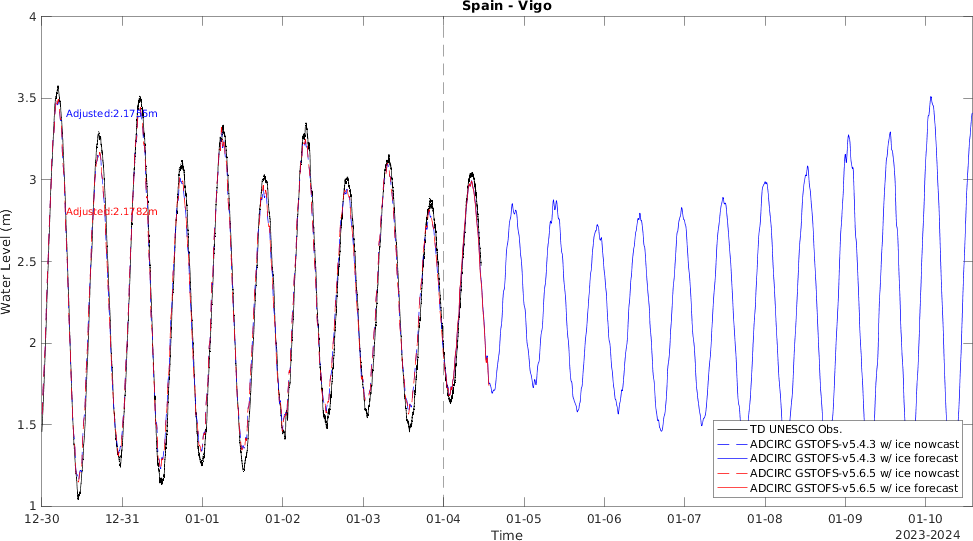 Spain - Vigo
4
3.5
3
2.5
2
1.5
1
Water Level (m)
Adjusted:2.1782m
12-30 12-31 01-01 01-02 01-03 01-04 01-05 01-06 01-07 01-08 01-09 01-10
Time
2023-2024
TD UNESCO Obs.
ADCIRC GSTOFS-v5.4.3 w/ ice nowcast
ADCIRC GSTOFS-v5.4.3 w/ ice forecast
ADCIRC GSTOFS-v5.6.5 w/ ice nowcast
ADCIRC GSTOFS-v5.6.5 w/ ice forecast